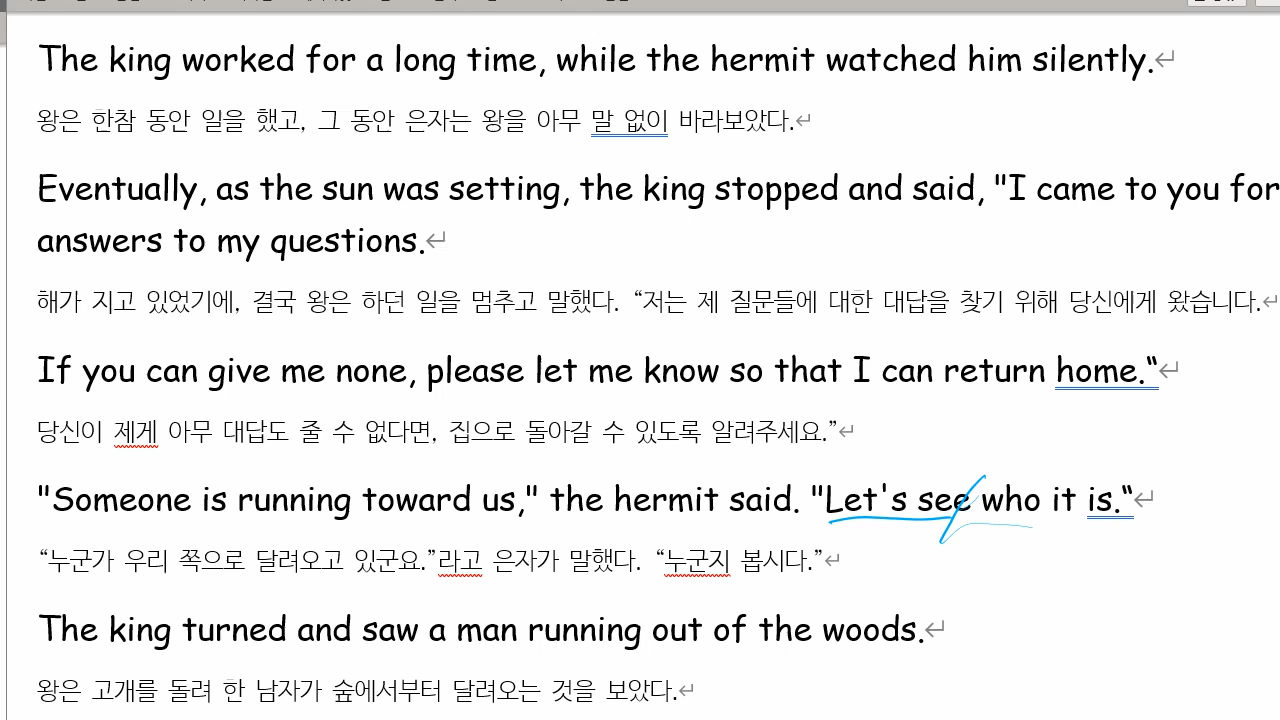 The king worked for a long time, while the hermit watched him silently.↵
왕은 한참 동안 일을 했고, 그 동안 은자는 왕을 아무 말 없이 바라보았다.↵
Eventually, as the sun was setting, the king stopped and said, "I came to you for
answers to my questions.↵
해가 지고 있었기에, 결국 왕은 하던 일을 멈추고 말했다. “저는 제 질문들에 대한 대답을 찾기 위해 당신에게 왔습니다.↵
If you can give me none, please let me know so that I can return home.“↵
당신이 제게 아무 대답도 줄 수 없다면, 집으로 돌아갈 수 있도록 알려주세요.”↵
"Someone is running toward us," the hermit said. "Let's see who it is.“↵
“누군가 우리 쪽으로 달려오고 있군요.”라고 은자가 말했다. “누군지 봅시다.”↵
The king turned and saw a man running out of the woods.↵
왕은 고개를 돌려 한 남자가 숲에서부터 달려오는 것을 보았다.↵